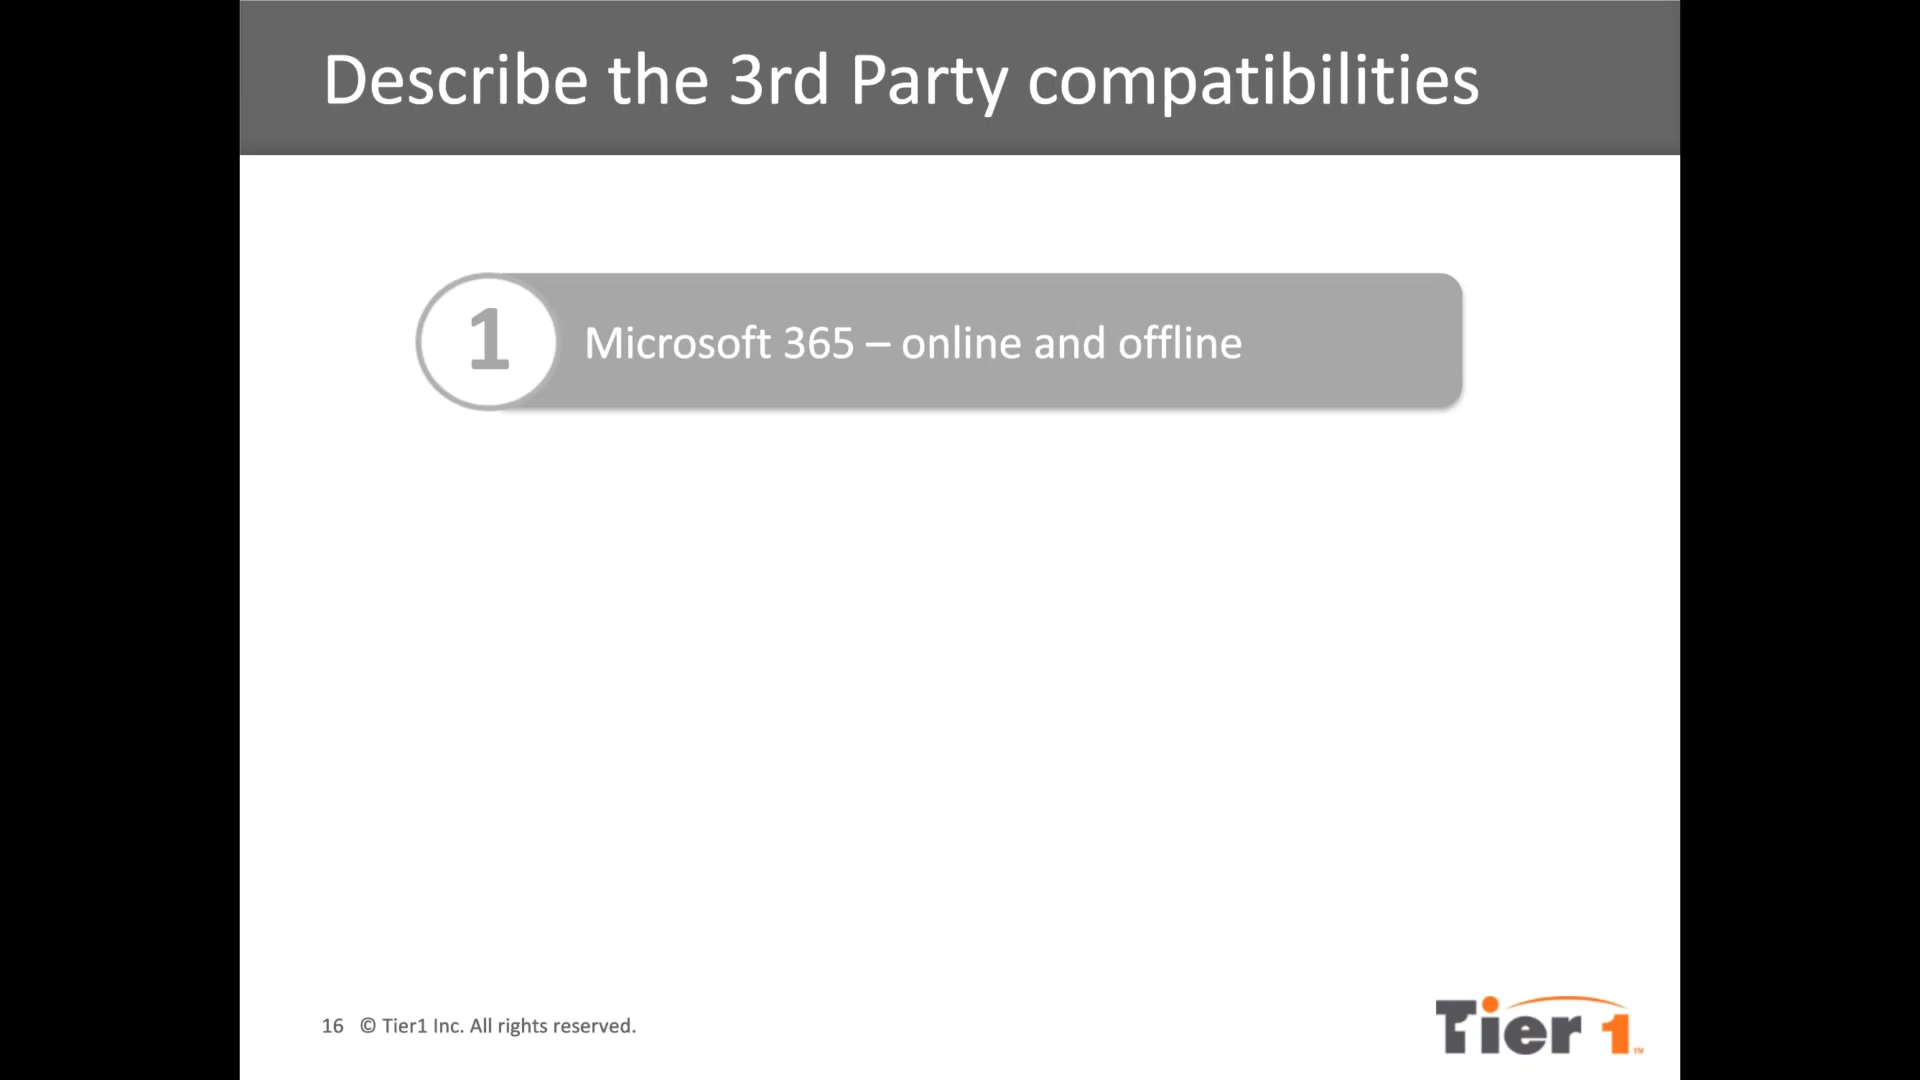 Describe the 3rd Party compatibilities
1
Microsoft 365 – online and offline
16 © Tier1 Inc. All rights reserved.
Tier 1 ™